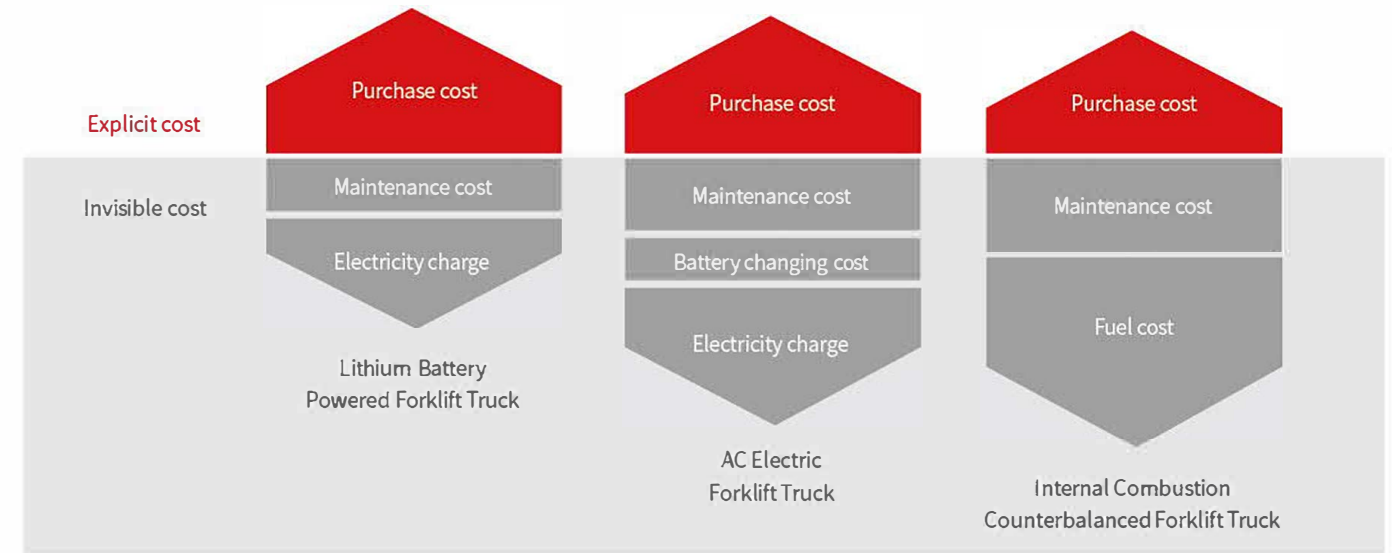 Explicit cost
Invisible cost
Purchase cost
Maintenance cost
Electricity charge
Lithium Battery
Powered Forklift Truck
Purchase cost
Maintenance cost
Battery changing cost
Electricity charge
AC Electric
Forklift Truck
Purchase cost
Maintenance cost
Fuel cost
Internal Combustion
Counterbalanced Forklift Truck